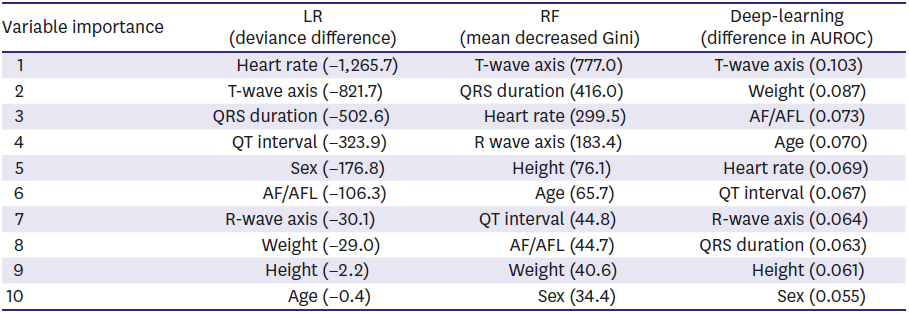 Variable importance LR (deviance difference) RF (mean decreased Gini) Deep-learning (difference in AUROC)
1 Heart rate (−1,265.7) T-wave axis (777.0) T-wave axis (0.103)
2 T-wave axis (−821.7) QRS duration (416.0) Weight (0.087)
3 QRS duration (−502.6) Heart rate (299.5) AF/AFL (0.073)
4 QT interval (−323.9) R wave axis (183.4) Age (0.070)
5 Sex (−176.8) Height (76.1) Heart rate (0.069)
6 AF/AFL (−106.3) Age (65.7) QT interval (0.067)
7 R-wave axis (−30.1) QT interval (44.8) R-wave axis (0.064)
8 Weight (−29.0) AF/AFL (44.7) QRS duration (0.063)
9 Height (−2.2) Weight (40.6) Height (0.061)
10 Age (−0.4) Sex (34.4) Sex (0.055)